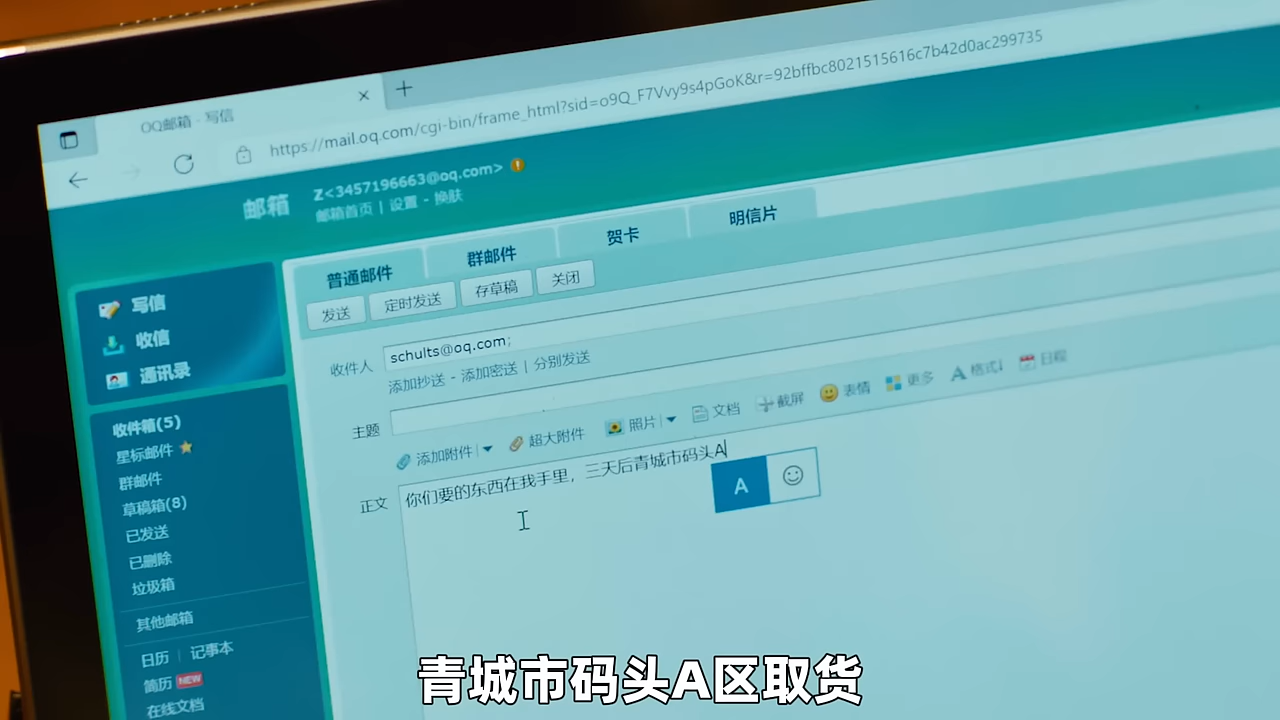 OQ邮箱 - 写信
https://mail.oq.com/cgi-bin/frame_html?sid=o9Q_F7Vvy9s4pGoK&r=92bffbc8021515616c7b42d0ac299735
邮箱
Z<3457196663@oq.com>
邮箱首页 | 设置 - 换肤
普通邮件 群邮件 贺卡 明信片
发送 定时发送 存草稿 关闭
写信
收信
通讯录
收件人 schults@oq.com;
添加抄送 - 添加密送 | 分别发送
主题
添加附件 超大附件 照片 文档 截屏 表情 更多 格式↓ 日程
正文 你们要的东西在我手里，三天后青城市码头A
A
收件箱(5)
星标邮件
群邮件
草稿箱(8)
已发送
已删除
垃圾箱
其他邮箱
日历 | 记事本
简历 NEW
在线文档
青城市码头A区取货